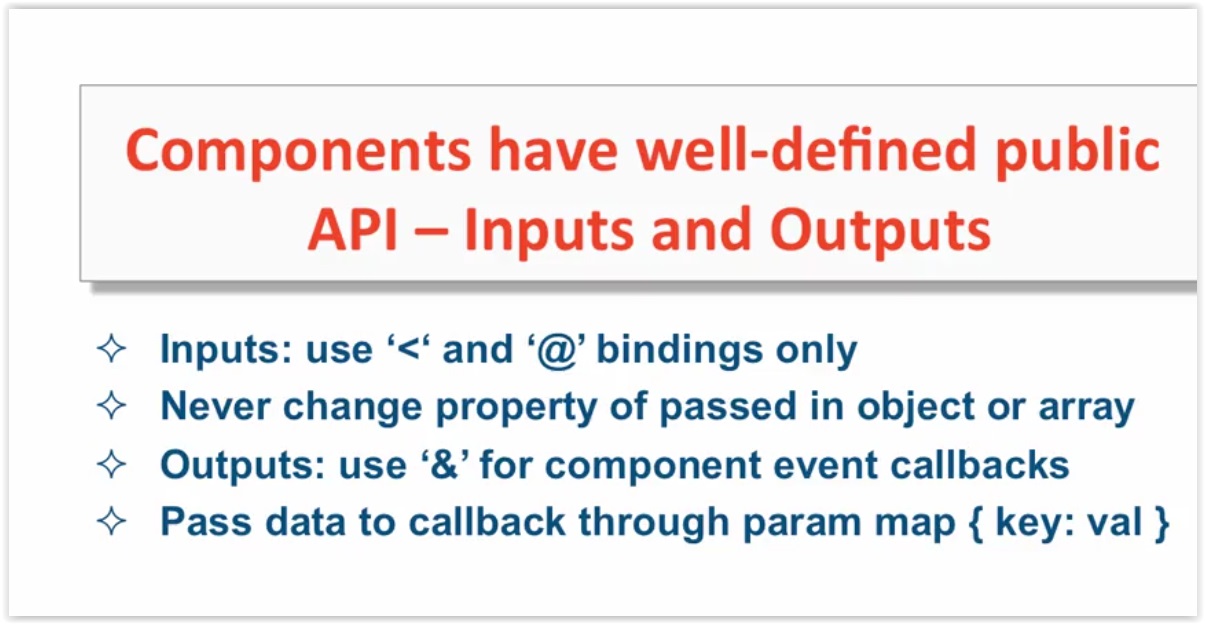 Components have well-defined public
API – Inputs and Outputs
✧ Inputs: use ‘<‘ and ‘@’ bindings only
✧ Never change property of passed in object or array
✧ Outputs: use ‘&’ for component event callbacks
✧ Pass data to callback through param map { key: val }